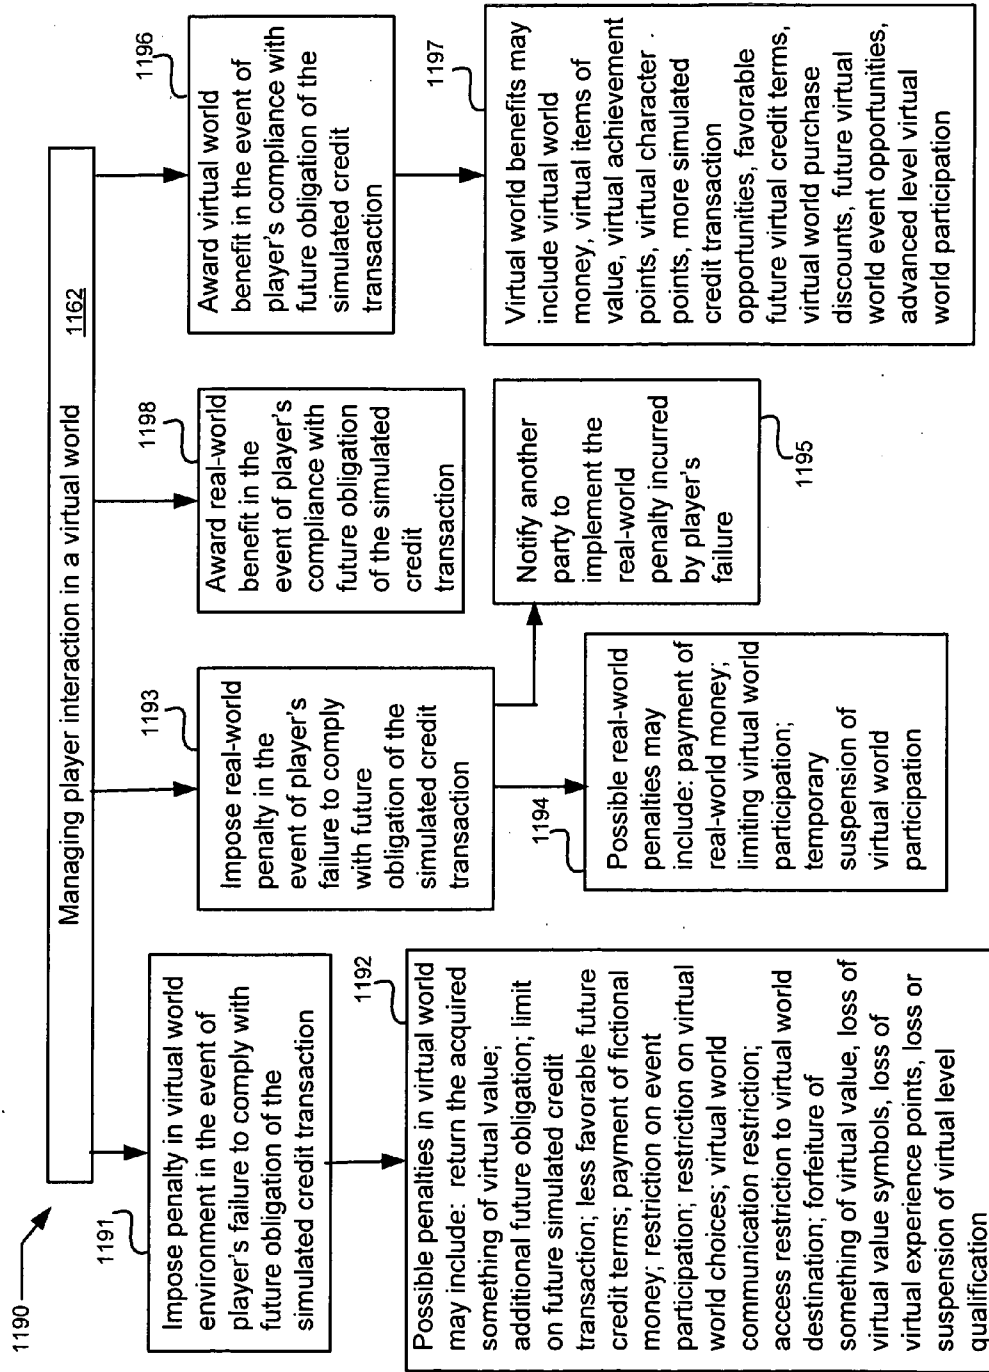 1190
Managing player interaction in a virtual world 1162
1191
Impose penalty in virtual world
environment in the event of
player's failure to comply with
future obligation of the
simulated credit transaction
1192
Possible penalties in virtual world
may include: return the acquired
something of virtual value;
additional future obligation; limit
on future simulated credit
transaction; less favorable future
credit terms; payment of fictional
money; restriction on event
participation; restriction on virtual
world choices; virtual world
communication restriction;
access restriction to virtual world
destination; forfeiture of
something of virtual value, loss of
virtual value symbols, loss of
virtual experience points, loss or
suspension of virtual level
qualification
1193
Impose real-world
penalty in the
event of player's
failure to comply
with future
obligation of the
simulated credit
transaction
1194
Possible real-world
penalties may
include: payment of
real-world money;
limiting virtual world
participation;
temporary
suspension of
virtual world
participation
Notify another
party to
implement the
real-world
penalty incurred
by player's
failure
1195
1198
Award real-world
benefit in the
event of player's
compliance with
future obligation
of the simulated
credit
transaction
1196
Award virtual world
benefit in the event of
player's compliance with
future obligation of the
simulated credit
transaction
1197
Virtual world benefits may
include virtual world
money, virtual items of
value, virtual achievement
points, virtual character
points, more simulated
credit transaction
opportunities, favorable
future virtual credit terms,
virtual world purchase
discounts, future virtual
world event opportunities,
advanced level virtual
world participation